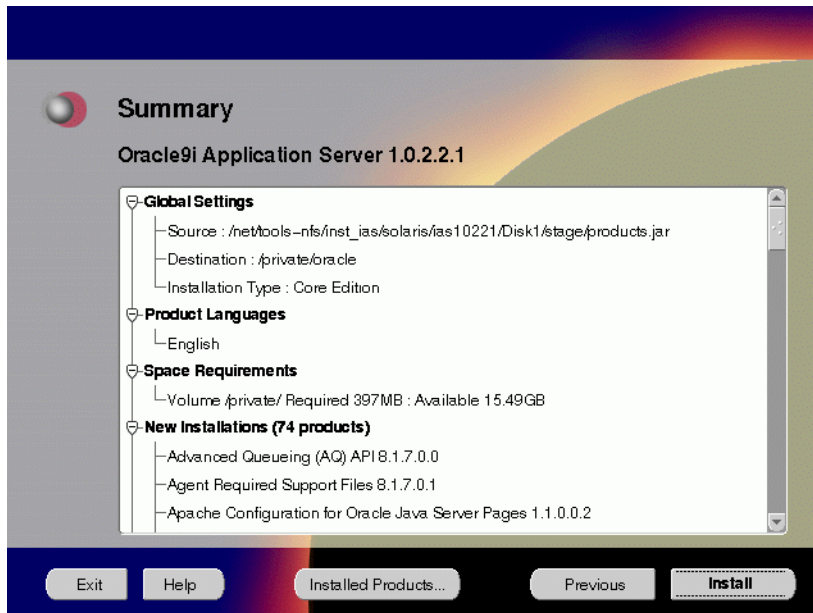 Summary
Oracle9i Application Server 1.0.2.2.1
Global Settings
Source : /net/tools-nfs/inst_ias/solaris/ias10221/Disk1/stage/products.jar
Destination : /private/oracle
Installation Type : Core Edition
Product Languages
English
Space Requirements
Volume /private/ Required 397MB : Available 15.49GB
New Installations (74 products)
Advanced Queueing (AQ) API 8.1.7.0.0
Agent Required Support Files 8.1.7.0.1
Apache Configuration for Oracle Java Server Pages 1.1.0.0.2
Exit Help Installed Products... Previous Install